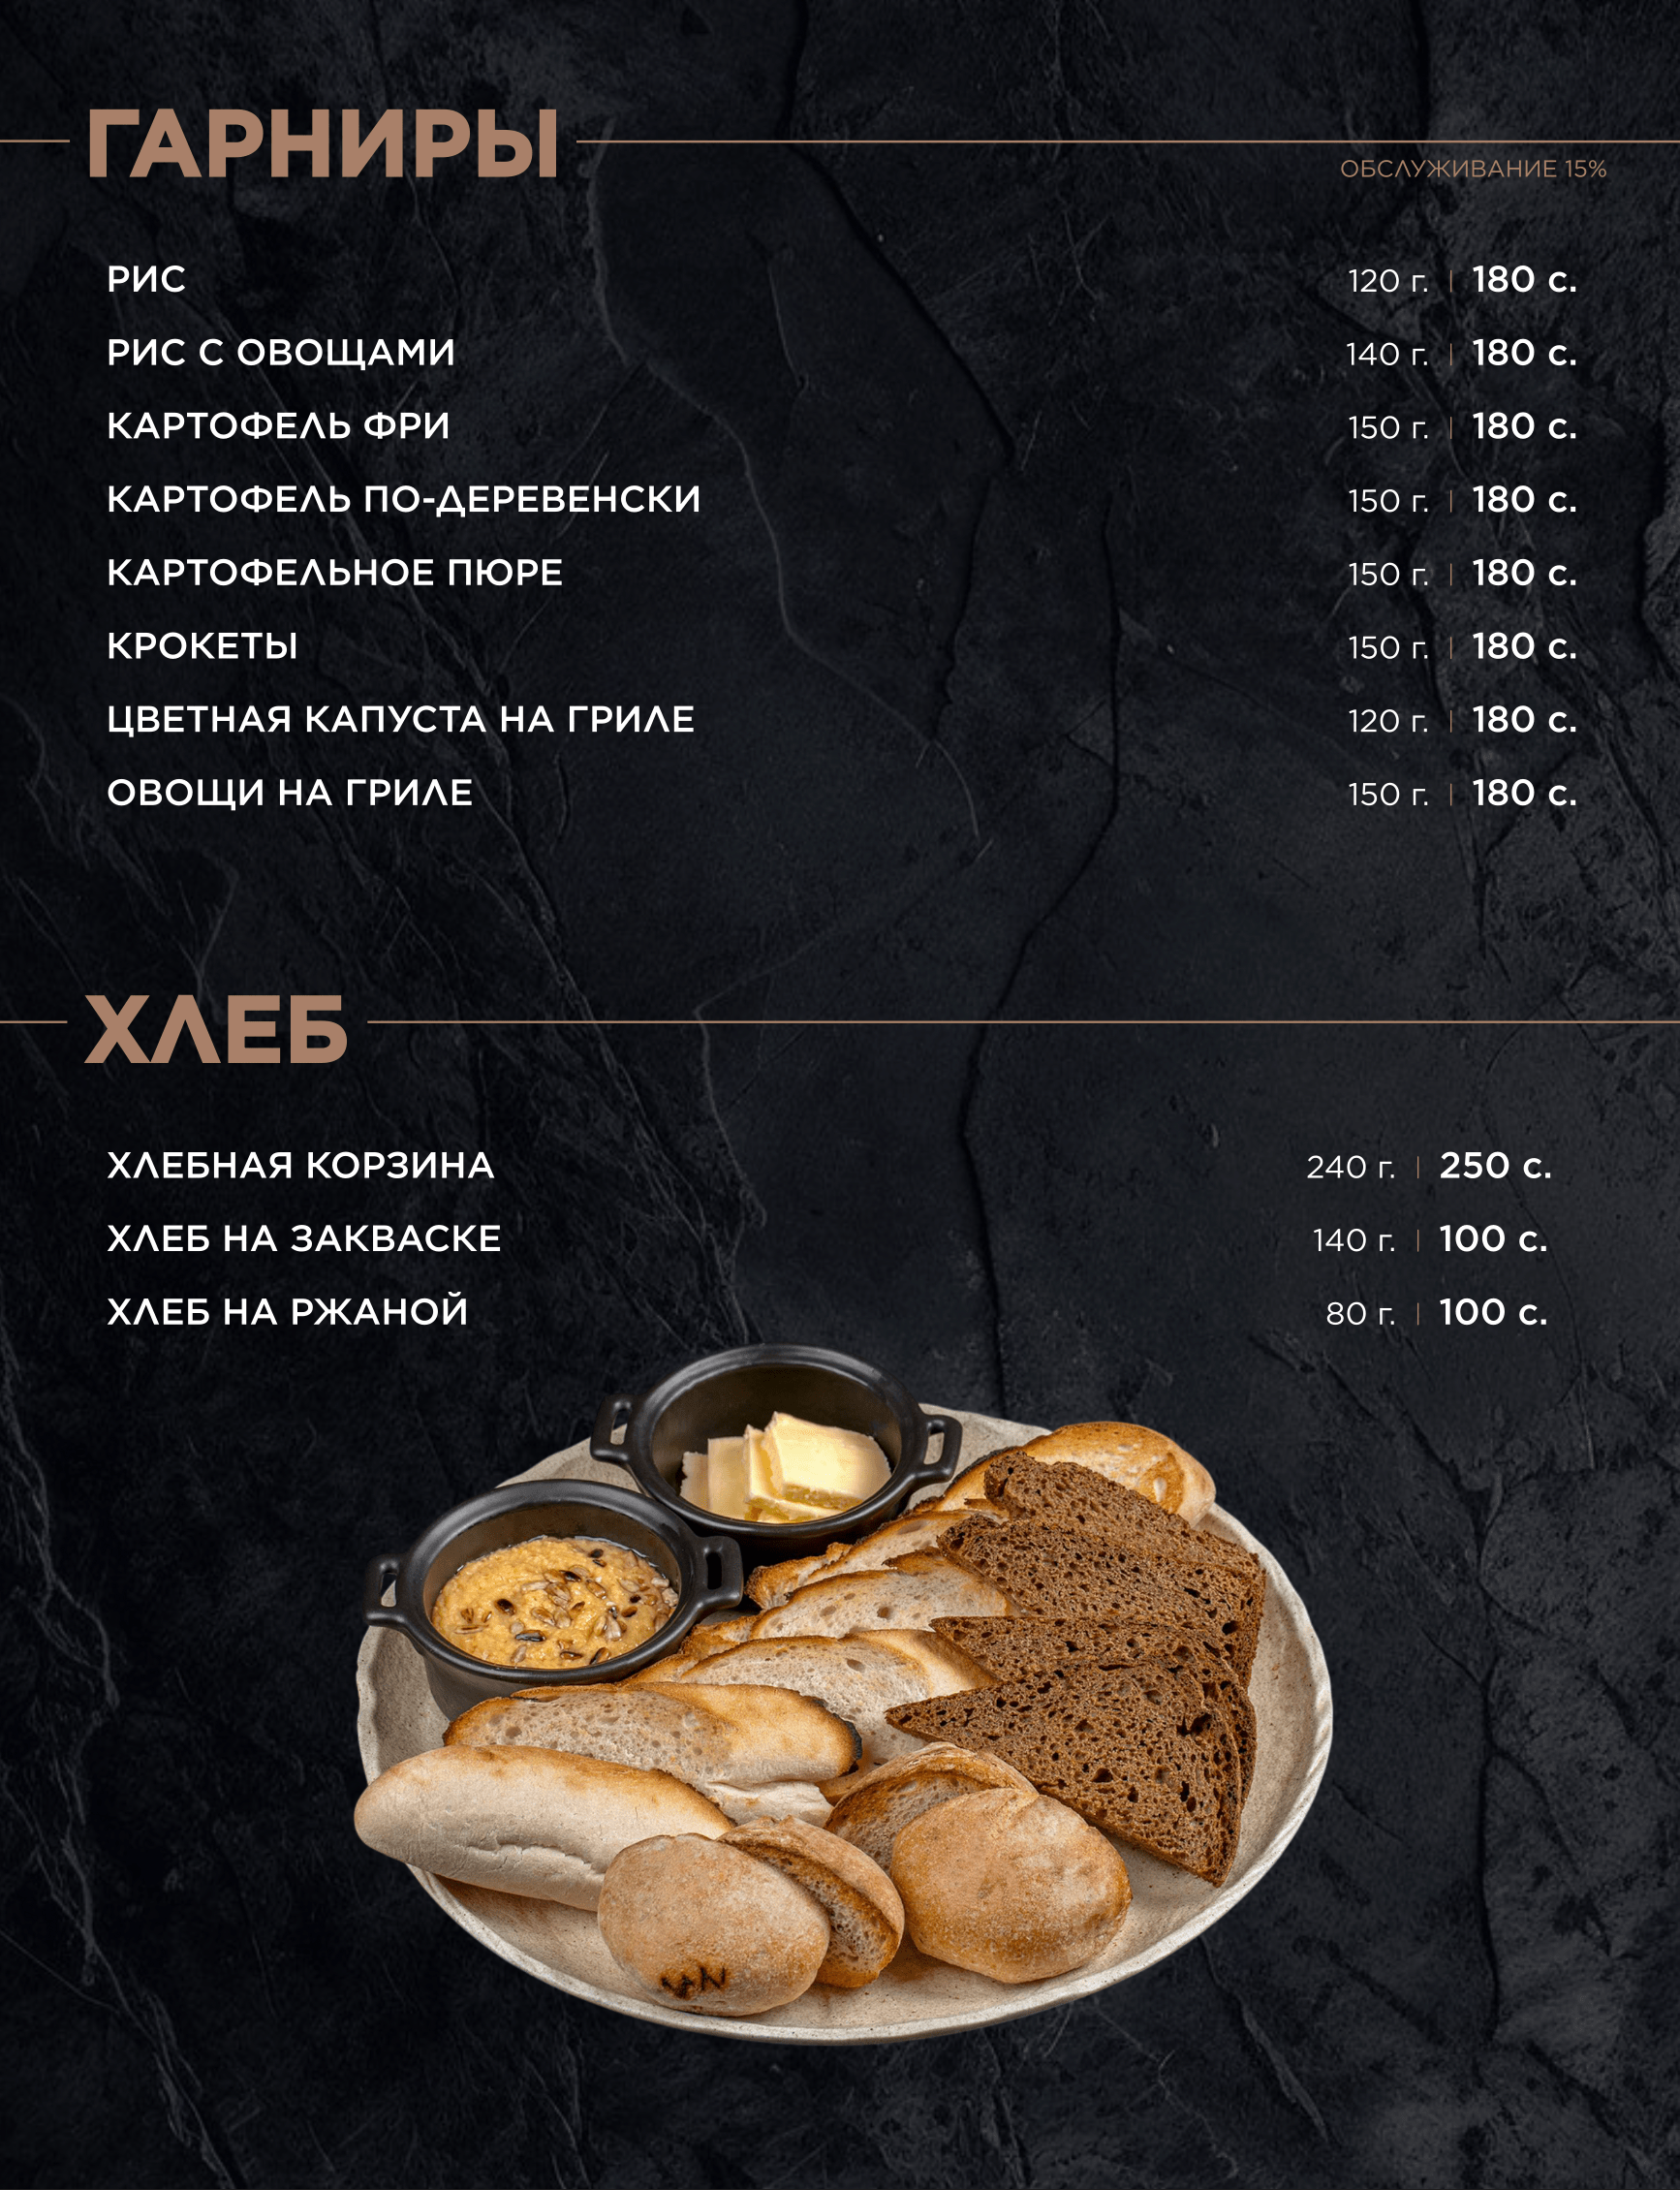 ГАРНИРЫ
ОБСЛУЖИВАНИЕ 15%
РИС 120 г. | 180 с.
РИС С ОВОЩАМИ 140 г. | 180 с.
КАРТОФЕЛЬ ФРИ 150 г. | 180 с.
КАРТОФЕЛЬ ПО-ДЕРЕВЕНСКИ 150 г. | 180 с.
КАРТОФЕЛЬНОЕ ПЮРЕ 150 г. | 180 с.
КРОКЕТЫ 150 г. | 180 с.
ЦВЕТНАЯ КАПУСТА НА ГРИЛЕ 120 г. | 180 с.
ОВОЩИ НА ГРИЛЕ 150 г. | 180 с.
ХЛЕБ
ХЛЕБНАЯ КОРЗИНА 240 г. | 250 с.
ХЛЕБ НА ЗАКВАСКЕ 140 г. | 100 с.
ХЛЕБ НА РЖАНОЙ 80 г. | 100 с.